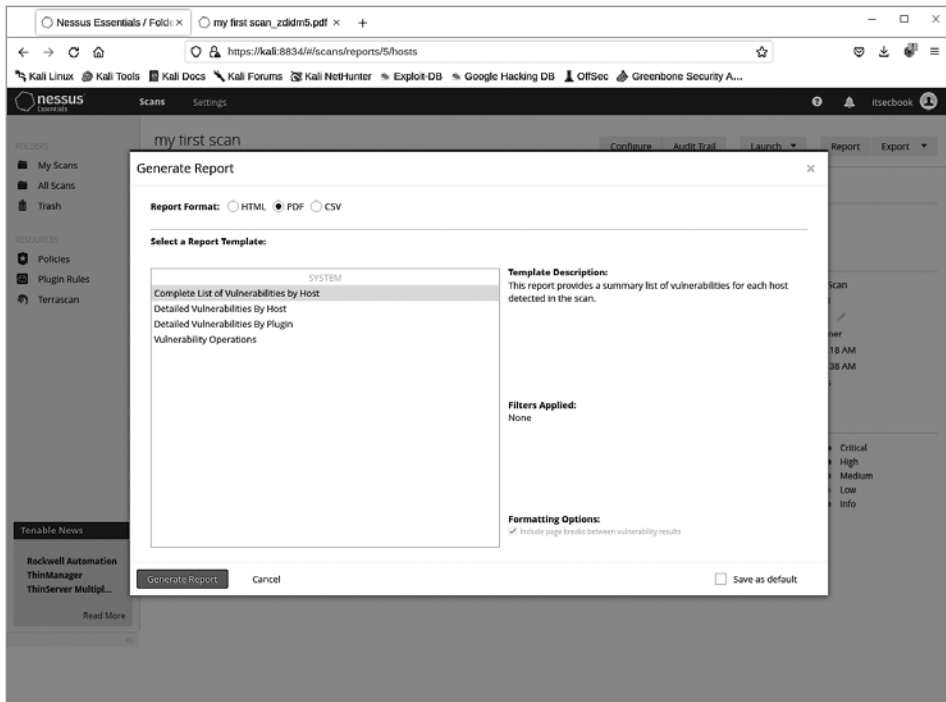 Nessus Essentials / Folde ×
my first scan_zdidm5.pdf ×
https://kali:8834/#/scans/reports/5/hosts
Kali Linux Kali Tools Kali Docs Kali Forums Kali NetHunter Exploit-DB Google Hacking DB OffSec Greenbone Security A...
nessus Essentials Scans Settings itsecbook
FOLDERS
My Scans
All Scans
Trash
RESOURCES
Policies
Plugin Rules
Terrascan
Tenable News
Rockwell Automation
ThinManager
ThinServer Multipl...
Read More
my first scan
Configure Audit Trail Launch Report Export
Generate Report ×
Report Format: HTML PDF CSV
Select a Report Template:
SYSTEM
Complete List of Vulnerabilities by Host
Detailed Vulnerabilities By Host
Detailed Vulnerabilities By Plugin
Vulnerability Operations
Template Description:
This report provides a summary list of vulnerabilities for each host
detected in the scan.
Filters Applied:
None
Formatting Options:
Include page breaks between vulnerability results
Generate Report Cancel Save as default
Scan
18 AM
38 AM
Critical
High
Medium
Low
Info